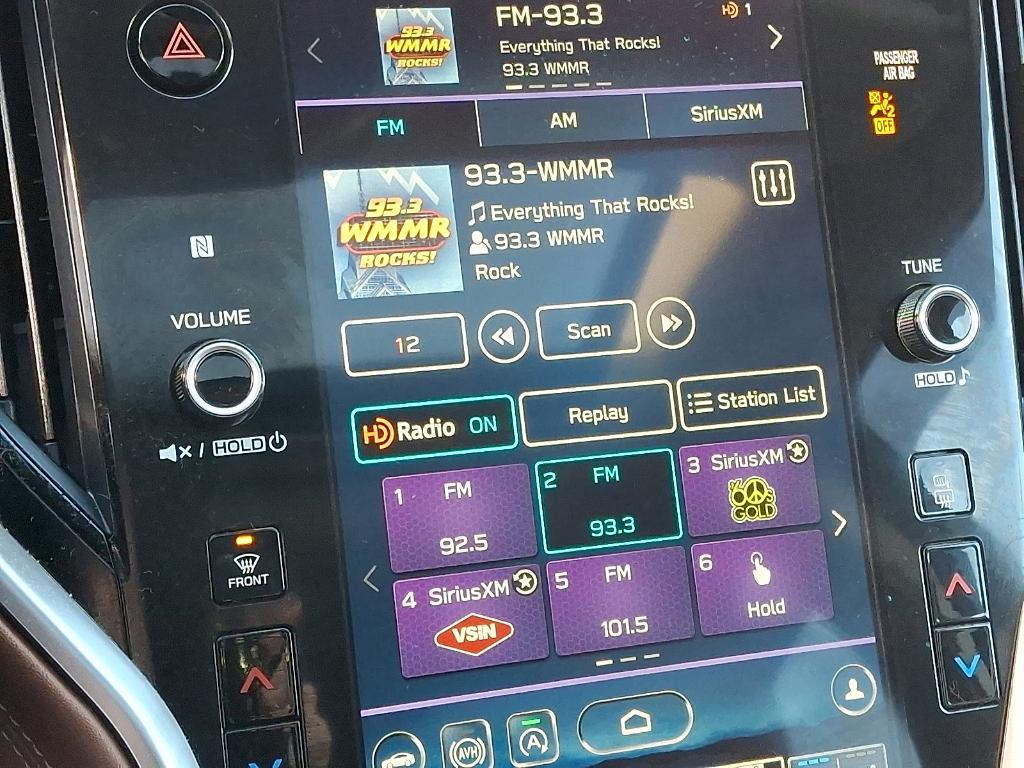 FM-93.3
HD 1
Everything That Rocks!
93.3 WMMR
93.3
WMMR
ROCKS!
PASSENGER
AIR BAG
2
OFF
FM
AM
SiriusXM
93.3-WMMR
Everything That Rocks!
93.3 WMMR
Rock
93.3
WMMR
ROCKS!
N
VOLUME
TUNE
HOLD
12
Scan
HD Radio ON
Replay
Station List
/ HOLD
1 FM
92.5
2 FM
93.3
3 SiriusXM
60s
GOLD
FRONT
4 SiriusXM
VSiN
5 FM
101.5
6
Hold
AVH
A